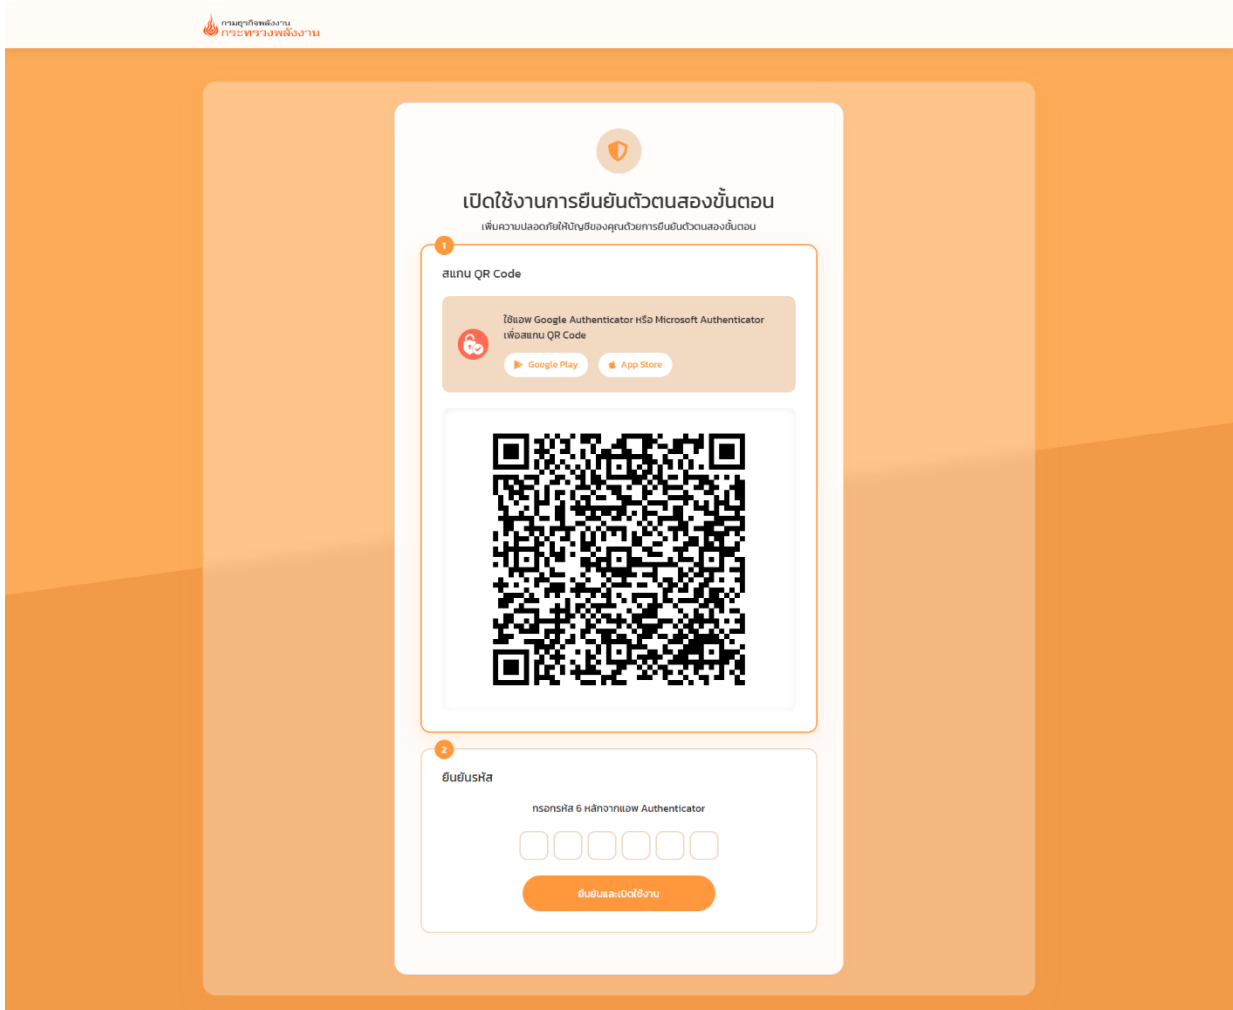 กรมธุรกิจพลังงาน
กระทรวงพลังงาน
เปิดใช้งานการยืนยันตัวตนสองขั้นตอน
เพิ่มความปลอดภัยให้บัญชีของคุณด้วยการยืนยันตัวตนสองขั้นตอน
1
สแกน QR Code
ใช้แอพ Google Authenticator หรือ Microsoft Authenticator
เพื่อสแกน QR Code
Google Play
App Store
2
ยืนยันรหัส
กรอกรหัส 6 หลักจากแอพ Authenticator
ยืนยันและเปิดใช้งาน